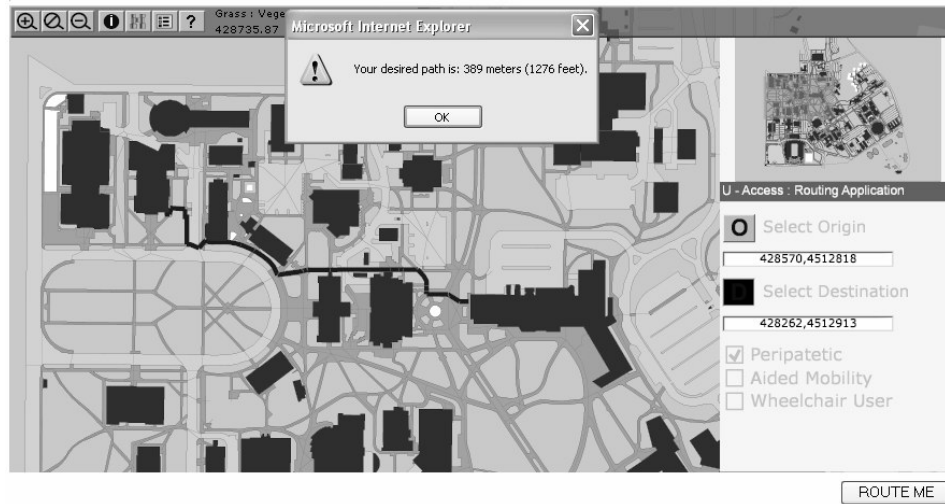 Grass : Vege
428735.87
Microsoft Internet Explorer
Your desired path is: 389 meters (1276 feet).
OK
U - Access : Routing Application
O Select Origin
428570,4512818
D Select Destination
428262,4512913
Peripatetic
Aided Mobility
Wheelchair User
ROUTE ME